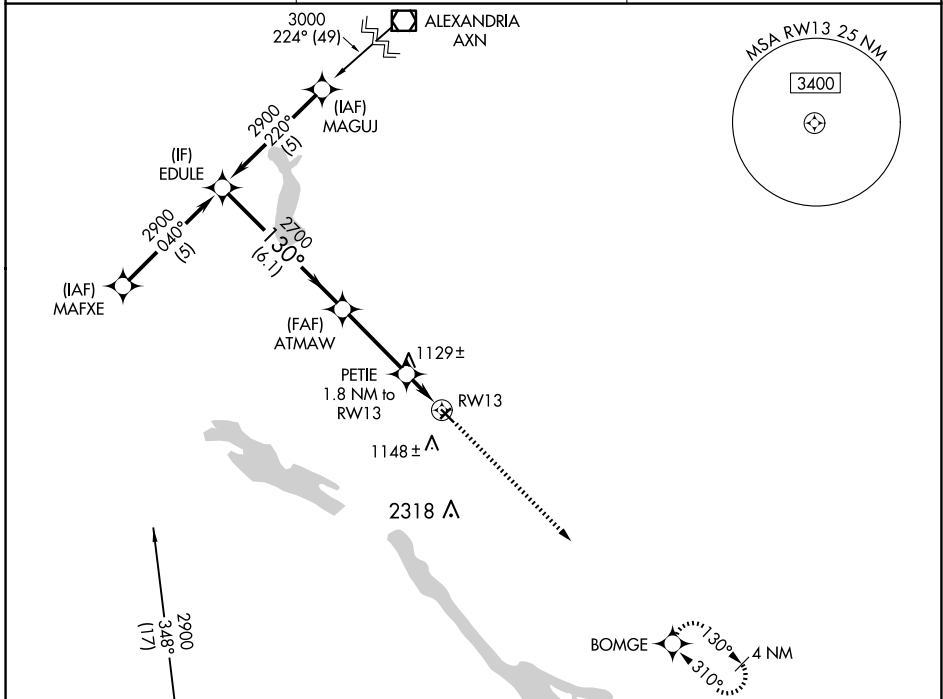 3000
224° (49)
ALEXANDRIA
AXN
MSA RW13 25 NM
3400
(IAF)
MAGUJ
2900
220°
(5)
(IF)
EDULE
2900
040°
(5)
2700
130°
(6.1)
(IAF)
MAFXE
(FAF)
ATMAW
1129±
PETIE
1.8 NM to
RW13
RW13
1148±
2318
2900
348°
(17)
BOMGE
130°
4 NM
310°